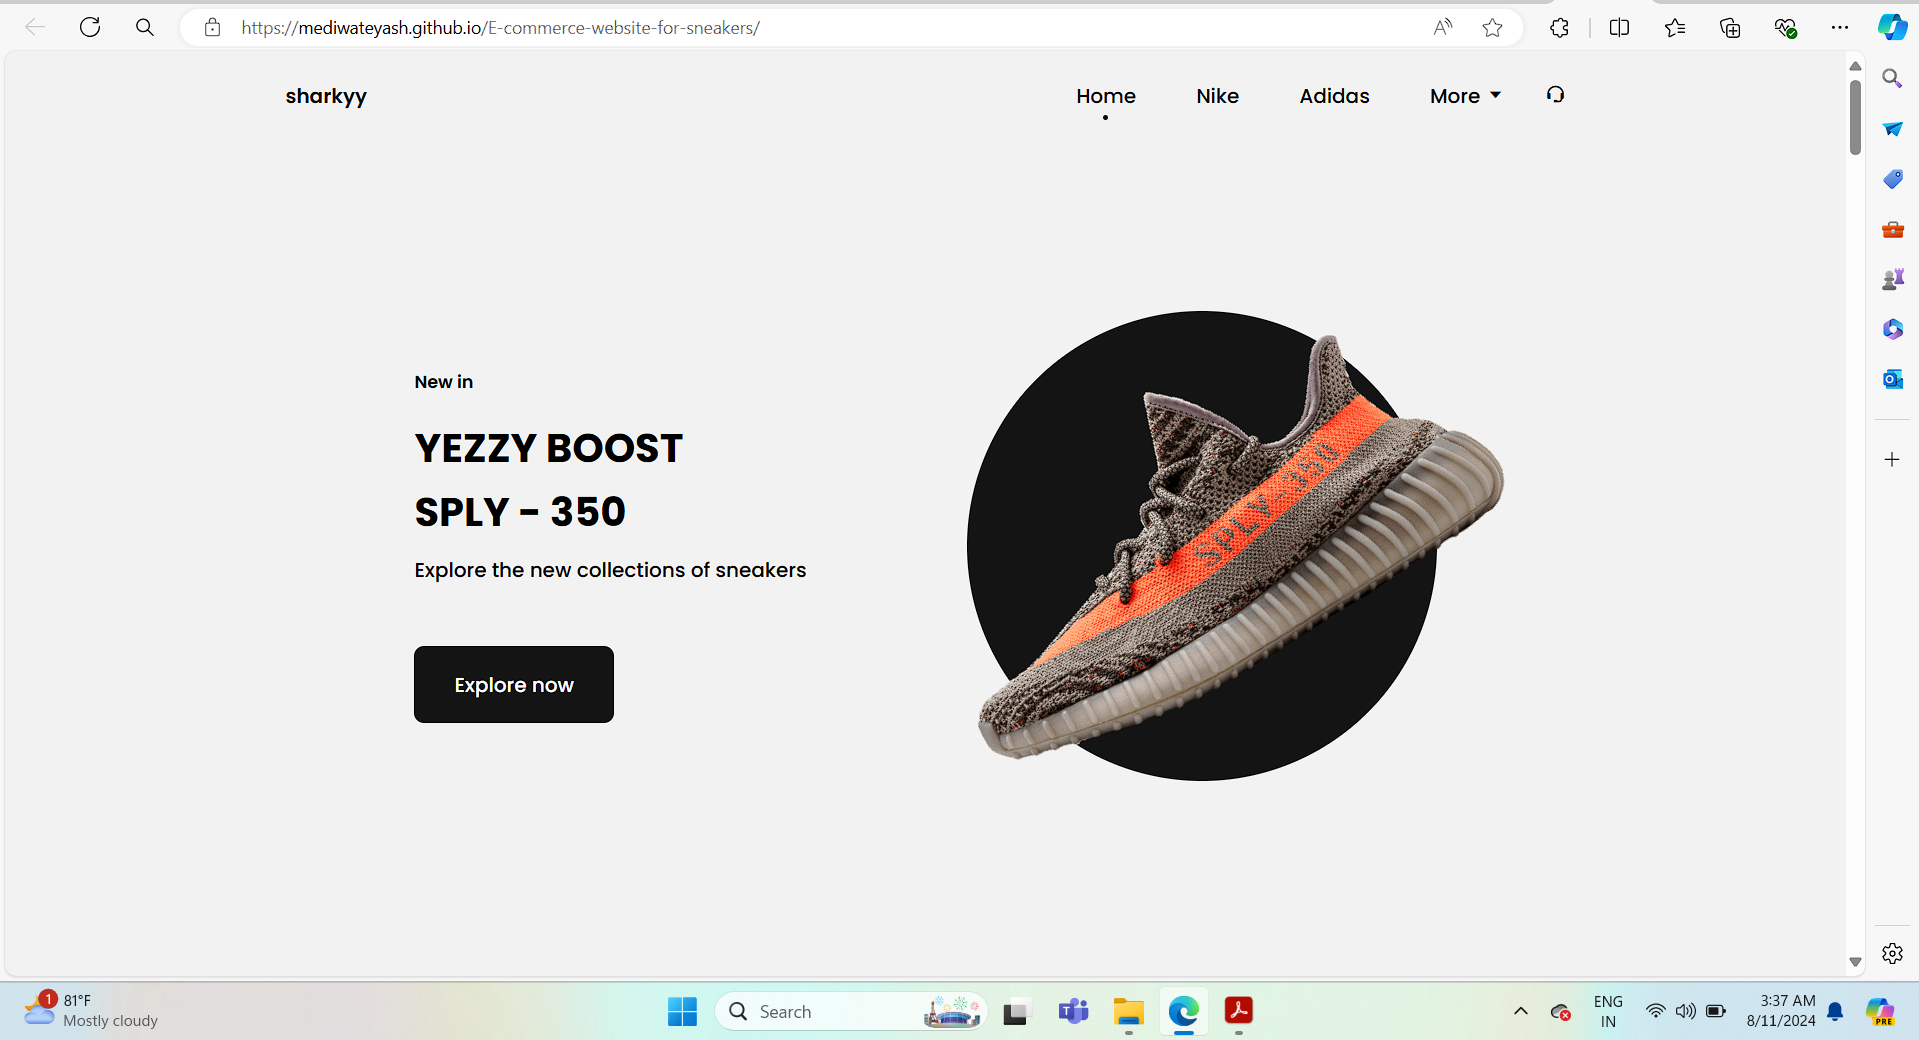 https://mediwateyash.github.io/E-commerce-website-for-sneakers/
sharkyy
Home
Nike
Adidas
More
New in
YEZZY BOOST
SPLY - 350
Explore the new collections of sneakers
Explore now
SPLY-350
1
81°F
Mostly cloudy
Search
ENG
IN
3:37 AM
8/11/2024
PRE